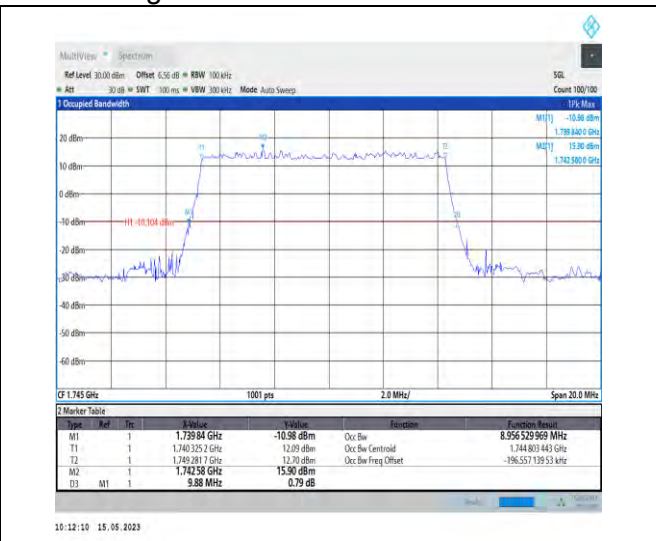 MultiView Spectrum
Ref Level 30.00 dBm Offset 6.56 dB RBW 100 kHz SGL
Att 30 dB SWT 100 ms VBW 300 kHz Mode Auto Sweep Count 100/100
1 Occupied Bandwidth 1Pk Max
M1[1] -10.98 dBm
1.739 840 0 GHz
M2[1] 15.90 dBm
1.742 580 0 GHz
20 dBm
T1 M2 T2
10 dBm
0 dBm
-10 dBm H1 -10.104 dBm
-20 dBm
-30 dBm
-40 dBm
-50 dBm
-60 dBm
CF 1.745 GHz 1001 pts 2.0 MHz/ Span 20.0 MHz
2 Marker Table
Type Ref Trc X-Value Y-Value Function Function Result
M1 1 1.739 84 GHz -10.98 dBm Occ Bw 8.956 529 969 MHz
T1 1 1.740 325 2 GHz 12.09 dBm Occ Bw Centroid 1.744 803 443 GHz
T2 1 1.749 281 7 GHz 12.70 dBm Occ Bw Freq Offset -196.557 139 53 kHz
M2 1 1.742 58 GHz 15.90 dBm
D3 M1 1 9.88 MHz 0.79 dB
10:12:10 15.05.2023